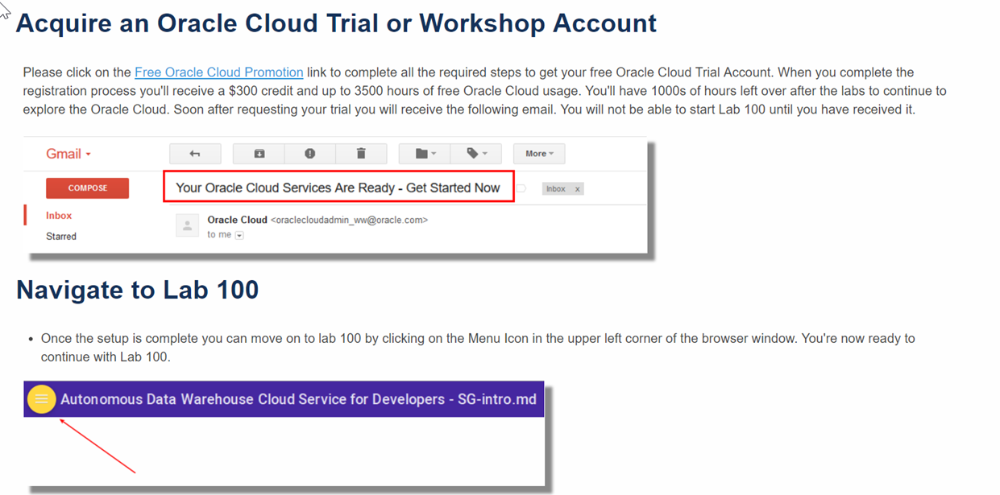 Acquire an Oracle Cloud Trial or Workshop Account
Please click on the Free Oracle Cloud Promotion link to complete all the required steps to get your free Oracle Cloud Trial Account. When you complete the
registration process you'll receive a $300 credit and up to 3500 hours of free Oracle Cloud usage. You'll have 1000s of hours left over after the labs to continue to
explore the Oracle Cloud. Soon after requesting your trial you will receive the following email. You will not be able to start Lab 100 until you have received it.
Gmail
More
COMPOSE
Your Oracle Cloud Services Are Ready - Get Started Now
Inbox x
Inbox
Oracle Cloud <oraclecloudadmin_ww@oracle.com>
to me
Starred
Navigate to Lab 100
• Once the setup is complete you can move on to lab 100 by clicking on the Menu Icon in the upper left corner of the browser window. You're now ready to
continue with Lab 100.
Autonomous Data Warehouse Cloud Service for Developers - SG-intro.md